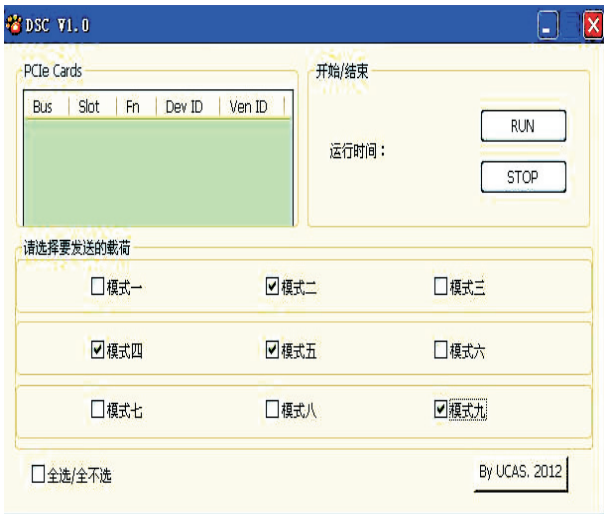 DSC V1.0
PCIe Cards
开始/结束
Bus Slot Fn Dev ID Ven ID
RUN
运行时间：
STOP
请选择要发送的载荷
模式一 模式二 模式三
模式四 模式五 模式六
模式七 模式八 模式九
全选/全不选
By UCAS. 2012